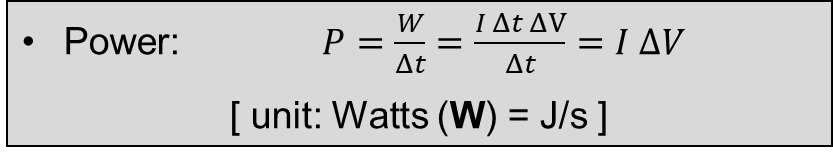 • Power: P = W/Δt = I Δt ΔV/Δt = I ΔV
[ unit: Watts (W) = J/s ]